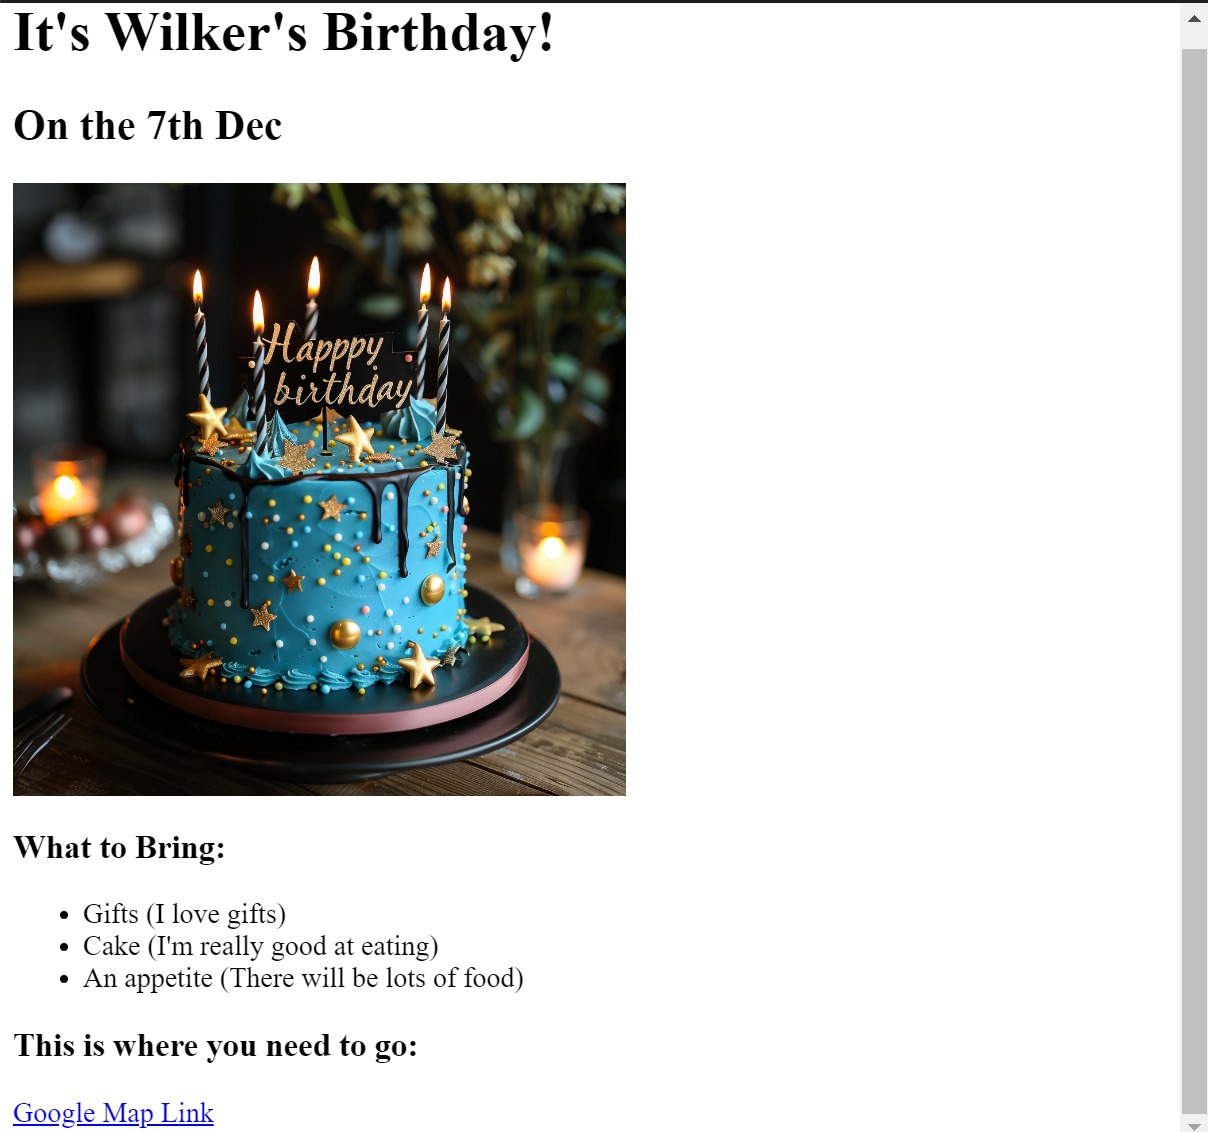 It's Wilker's Birthday!
On the 7th Dec
Happpy
birthday
What to Bring:
Gifts (I love gifts)
Cake (I'm really good at eating)
An appetite (There will be lots of food)
This is where you need to go:
Google Map Link